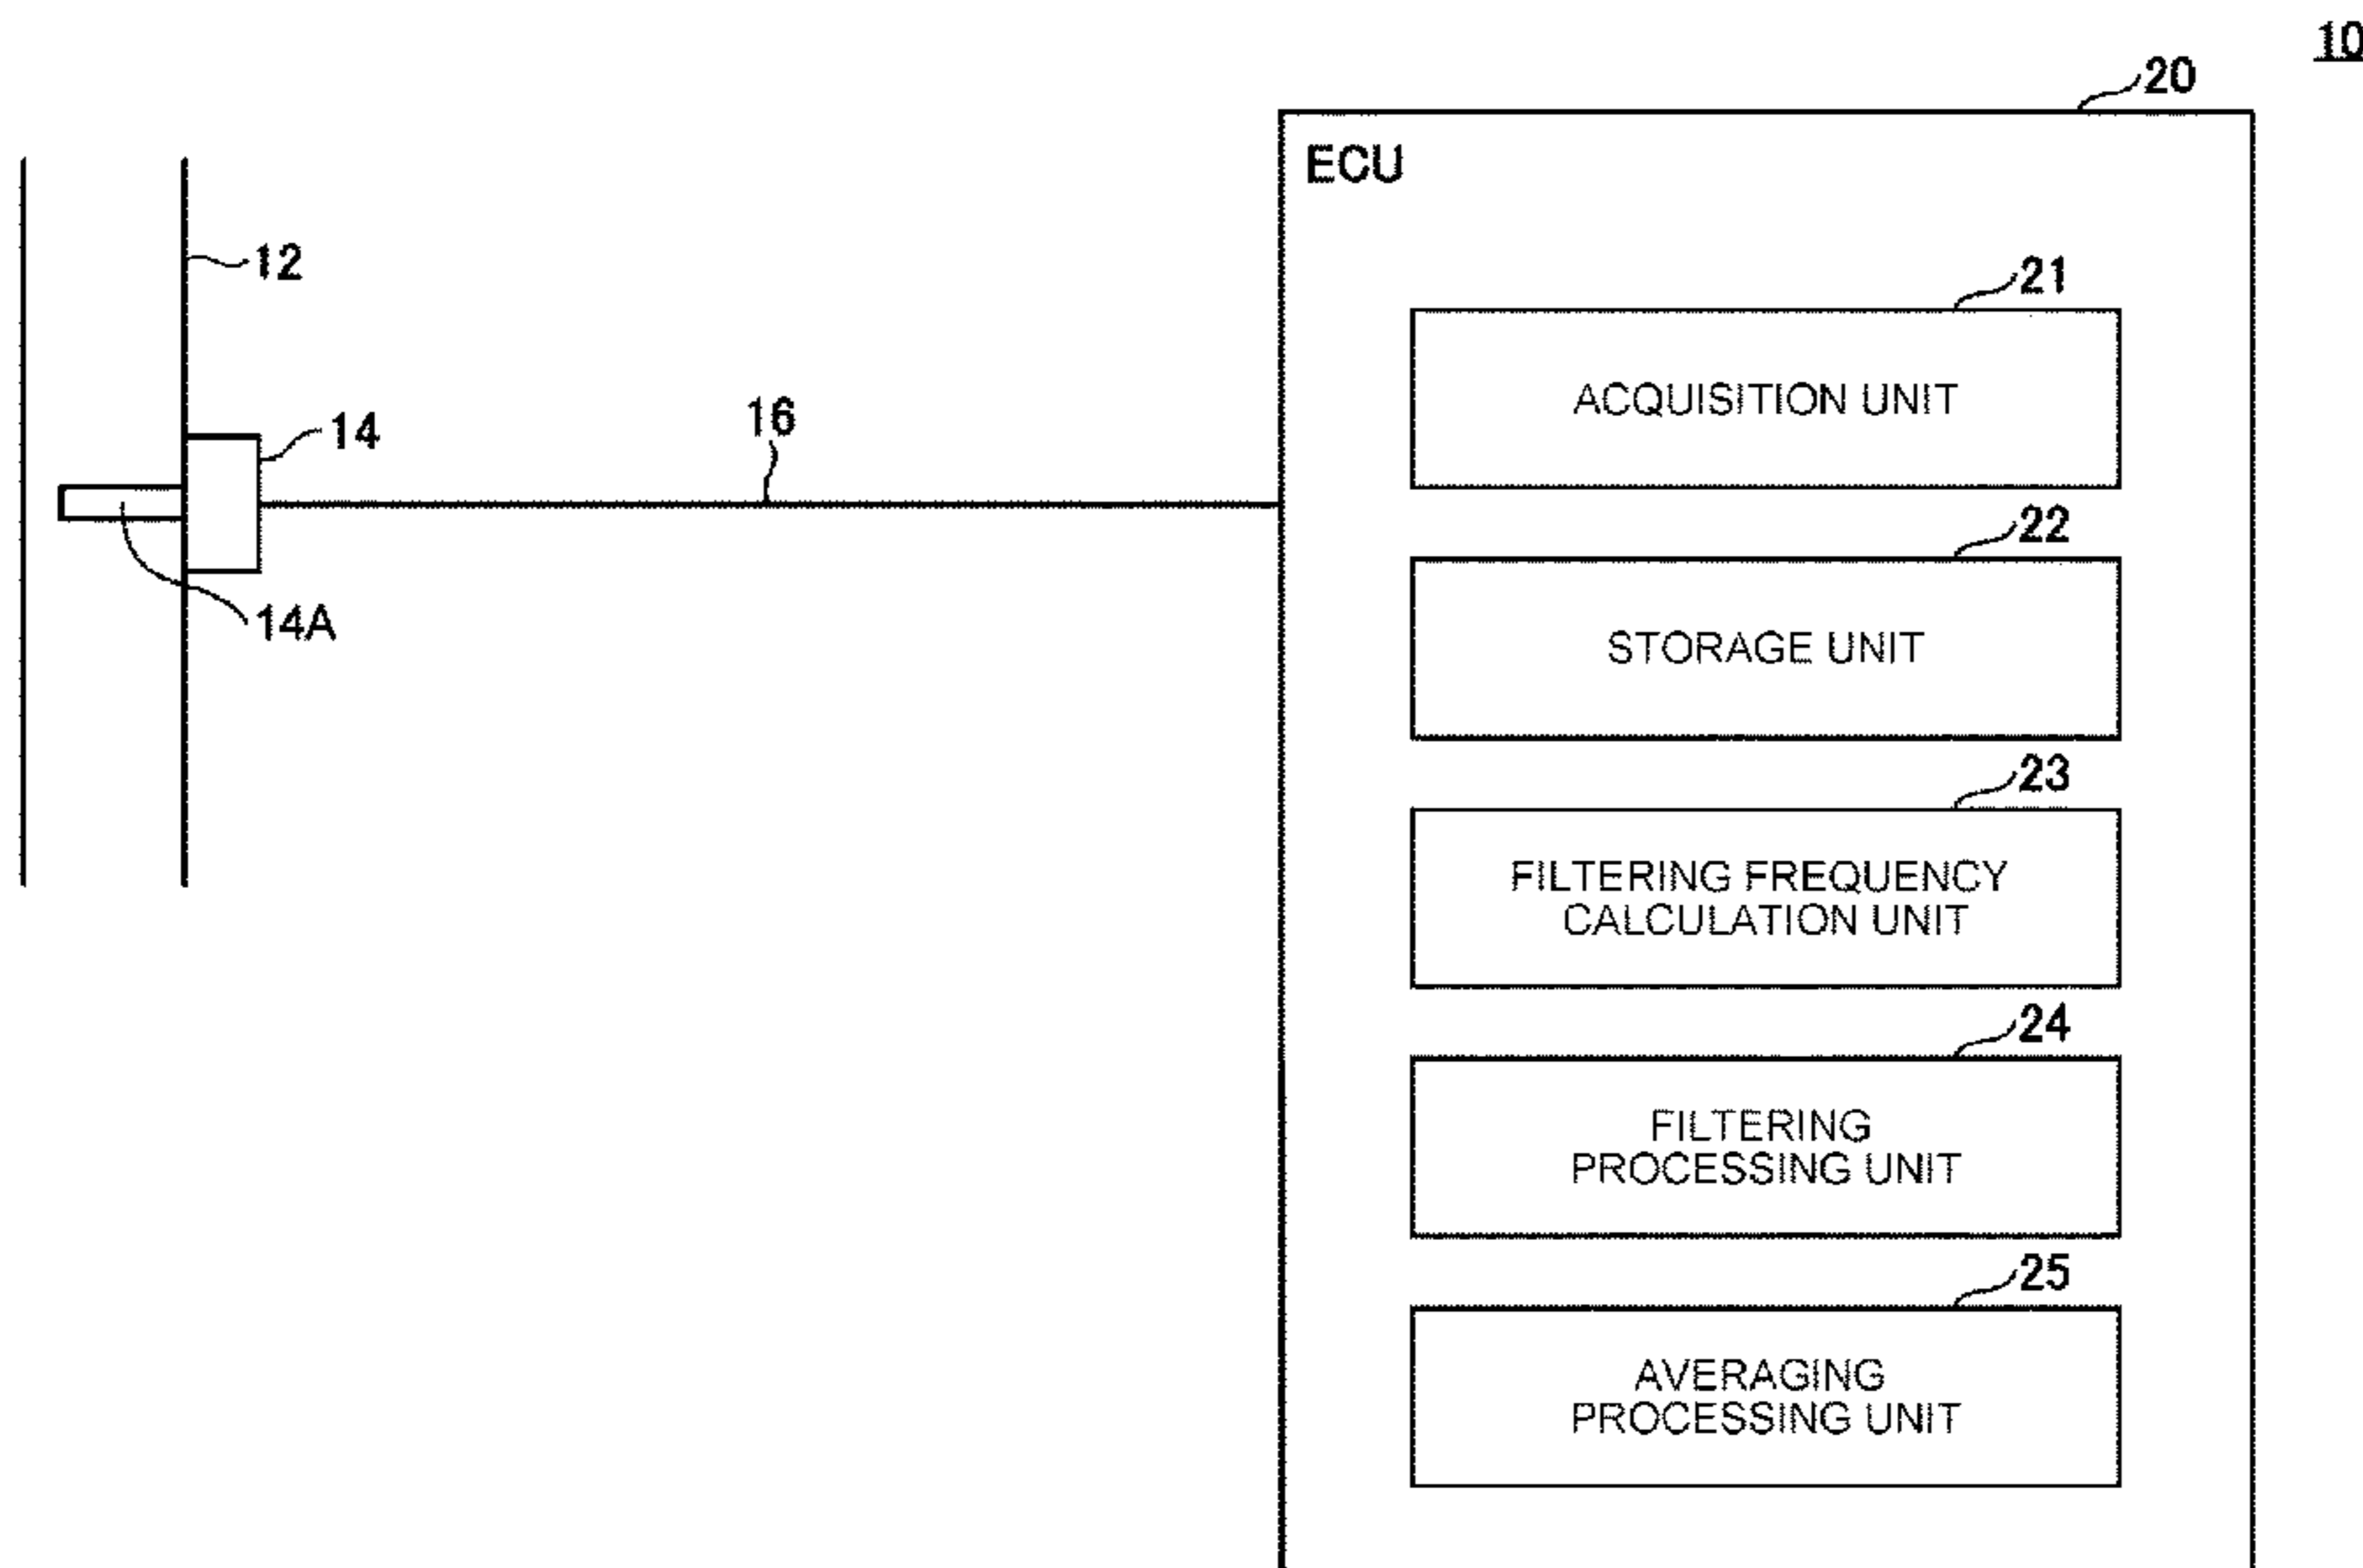 10
20
ECU
12
21
ACQUISITION UNIT
14
16
22
14A
STORAGE UNIT
23
FILTERING FREQUENCY
CALCULATION UNIT
24
FILTERING
PROCESSING UNIT
25
AVERAGING
PROCESSING UNIT